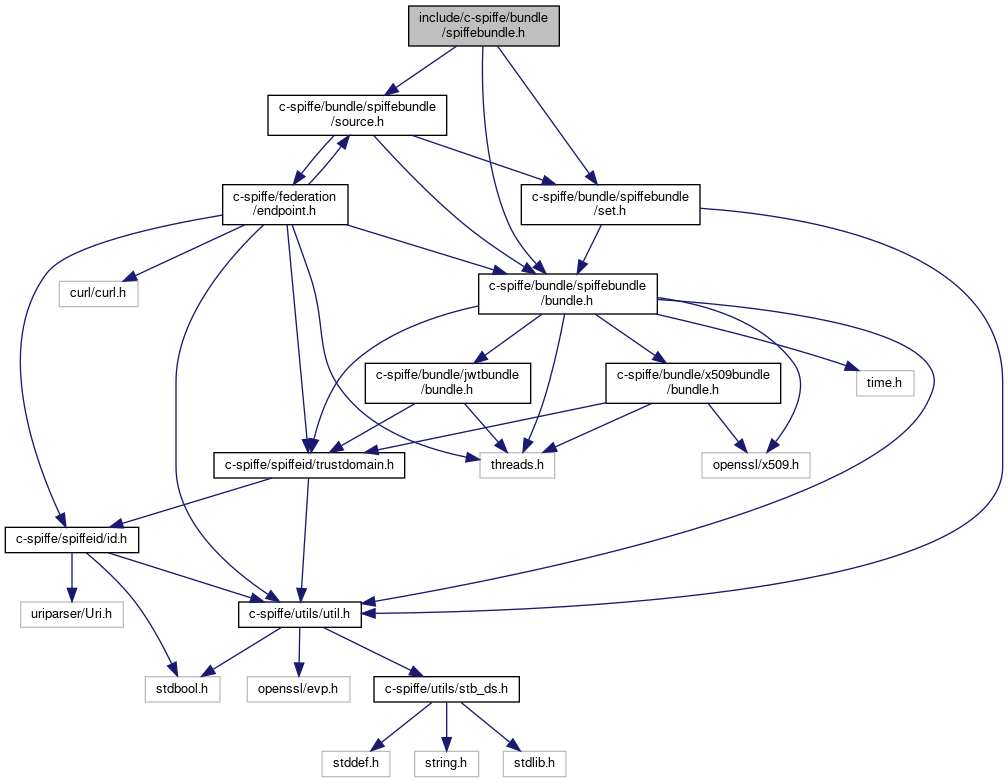 include/c-spiffe/bundle
/spiffebundle.h
c-spiffe/bundle/spiffebundle
/source.h
c-spiffe/federation
/endpoint.h
c-spiffe/bundle/spiffebundle
/set.h
curl/curl.h
c-spiffe/bundle/spiffebundle
/bundle.h
c-spiffe/bundle/jwtbundle
/bundle.h
c-spiffe/bundle/x509bundle
/bundle.h
time.h
c-spiffe/spiffeid/trustdomain.h
threads.h
openssl/x509.h
c-spiffe/spiffeid/id.h
uriparser/Uri.h
c-spiffe/utils/util.h
stdbool.h
openssl/evp.h
c-spiffe/utils/stb_ds.h
stddef.h
string.h
stdlib.h